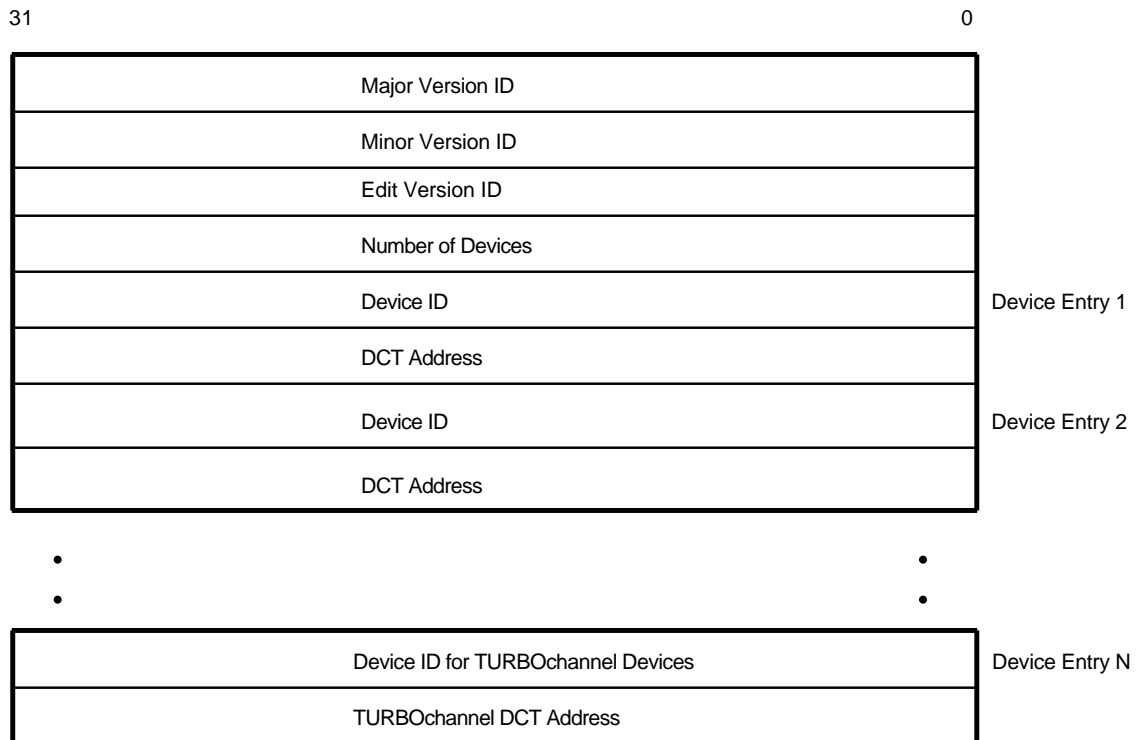 31 0
Major Version ID
Minor Version ID
Edit Version ID
Number of Devices
Device ID Device Entry 1
DCT Address
Device ID Device Entry 2
DCT Address
Device ID for TURBOchannel Devices Device Entry N
TURBOchannel DCT Address